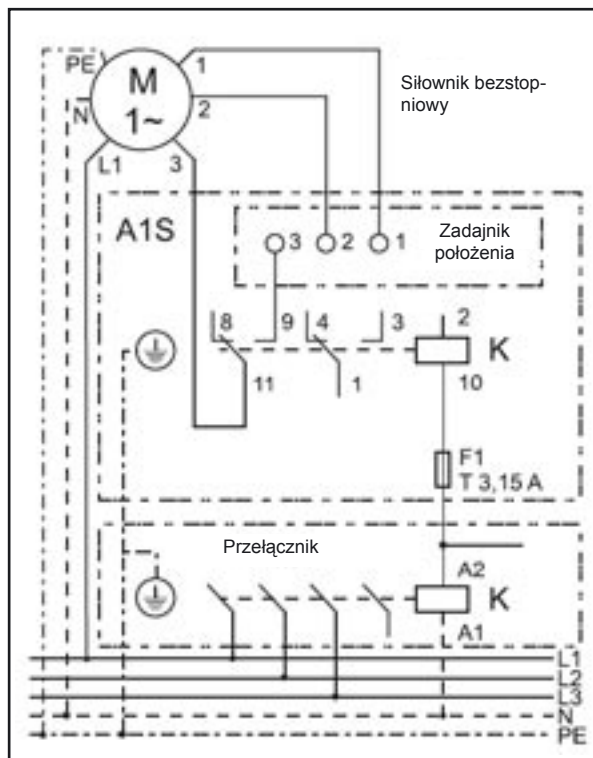 PE
1
M
1~
N
2
L1
3
Siłownik bezstop-
niowy
A1S
3
2
1
Zadajnik
położenia
8
9
4
3
2
K
11
1
10
F1
T 3,15 A
Przełącznik
A2
K
A1
L1
L2
L3
N
PE